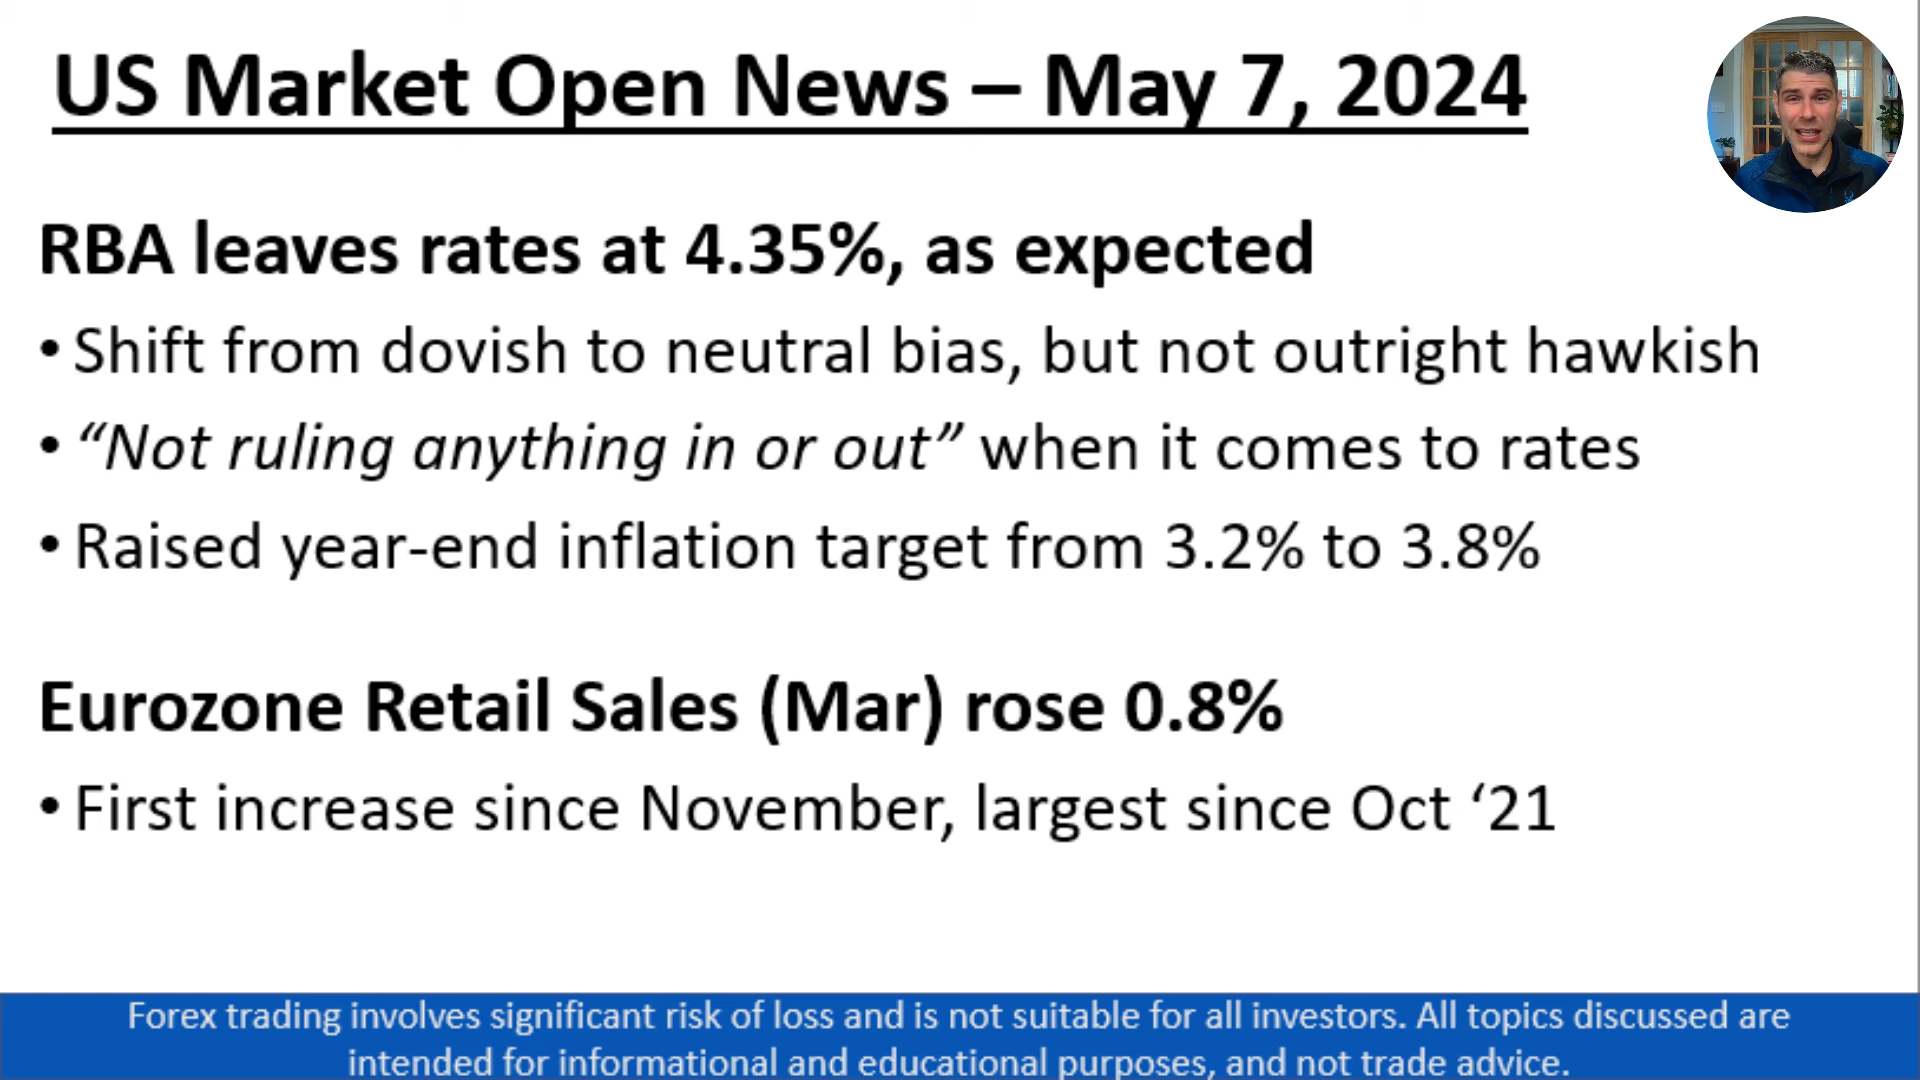 US Market Open News – May 7, 2024
RBA leaves rates at 4.35%, as expected
• Shift from dovish to neutral bias, but not outright hawkish
• “Not ruling anything in or out” when it comes to rates
• Raised year-end inflation target from 3.2% to 3.8%
Eurozone Retail Sales (Mar) rose 0.8%
• First increase since November, largest since Oct ‘21
Forex trading involves significant risk of loss and is not suitable for all investors. All topics discussed are
intended for informational and educational purposes, and not trade advice.